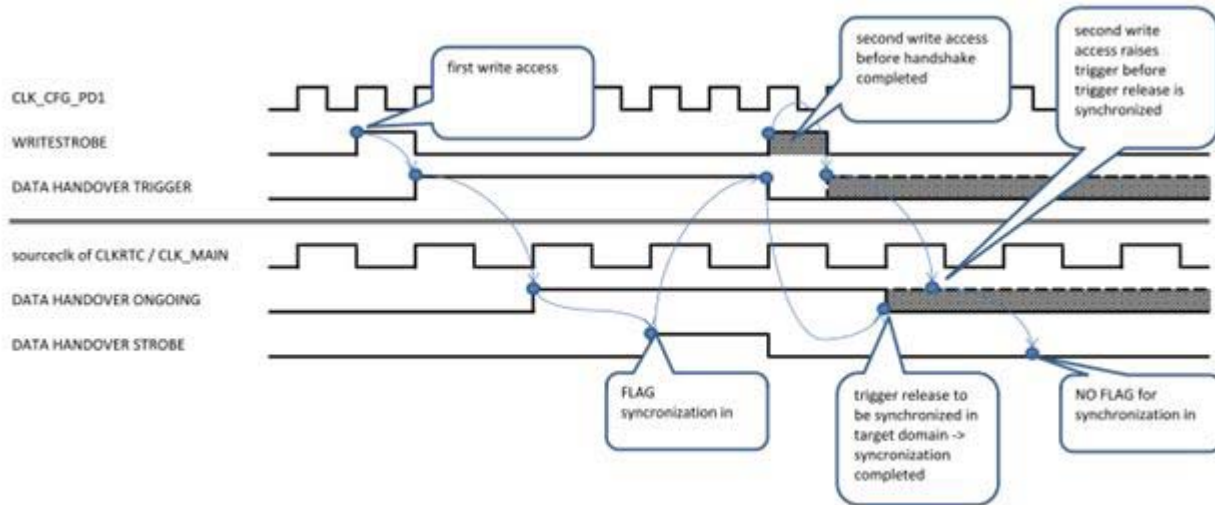 first write access
second write access
before handshake
completed
second write
access raises
trigger before
trigger release is
synchronized
CLK_CFG_PD1
WRITESTROBE
DATA HANDOVER TRIGGER
sourceclk of CLKRTC / CLK_MAIN
DATA HANDOVER ONGOING
DATA HANDOVER STROBE
FLAG
syncronization in
trigger release to
be synchronized in
target domain ->
syncronization
completed
NO FLAG for
synchronization in